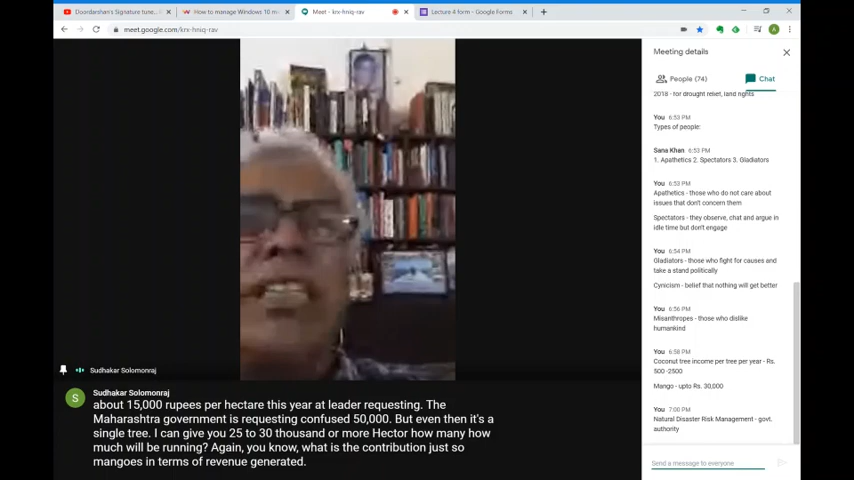 Doordarshan's Signature tune...
How to manage Windows 10 n
Meet - krx-hniq-rav
Lecture 4 form - Google Forms
meet.google.com/krx-hniq-rav
Meeting details
People (74)
Chat
2018 - for drought relief, land rights
You 6:53 PM
Types of people:
Sana Khan 6:53 PM
1. Apathetics 2. Spectators 3. Gladiators
You 6:53 PM
Apathetics - those who do not care about
issues that don't concern them
Spectators - they observe, chat and argue in
idle time but don't engage
You 6:54 PM
Gladiators - those who fight for causes and
take a stand politically
Cynicism - belief that nothing will get better
You 6:56 PM
Misanthropes - those who dislike
humankind
You 6:58 PM
Coconut tree income per tree per year - Rs.
500 -2500
Mango - upto Rs. 30,000
You 7:00 PM
Natural Disaster Risk Management - govt.
authority
Send a message to everyone
Sudhakar Solomonraj
S
Sudhakar Solomonraj
about 15,000 rupees per hectare this year at leader requesting. The
Maharashtra government is requesting confused 50,000. But even then it's a
single tree. I can give you 25 to 30 thousand or more Hector how many how
much will be running? Again, you know, what is the contribution just so
mangoes in terms of revenue generated.